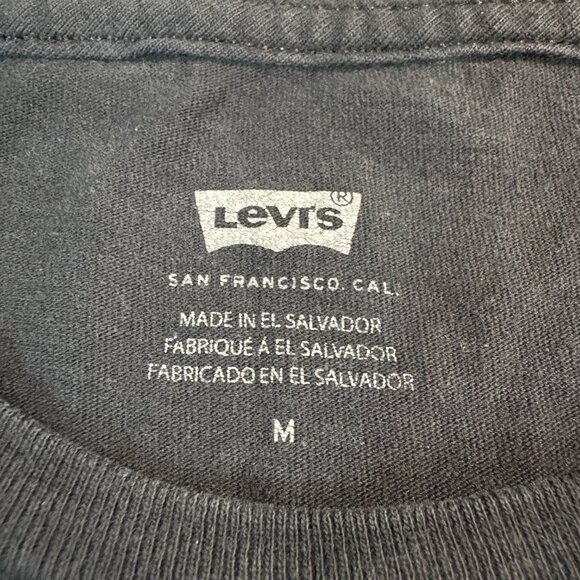 Levi's®
SAN FRANCISCO. CAL.
MADE IN EL SALVADOR
FABRIQUÉ À EL SALVADOR
FABRICADO EN EL SALVADOR
M